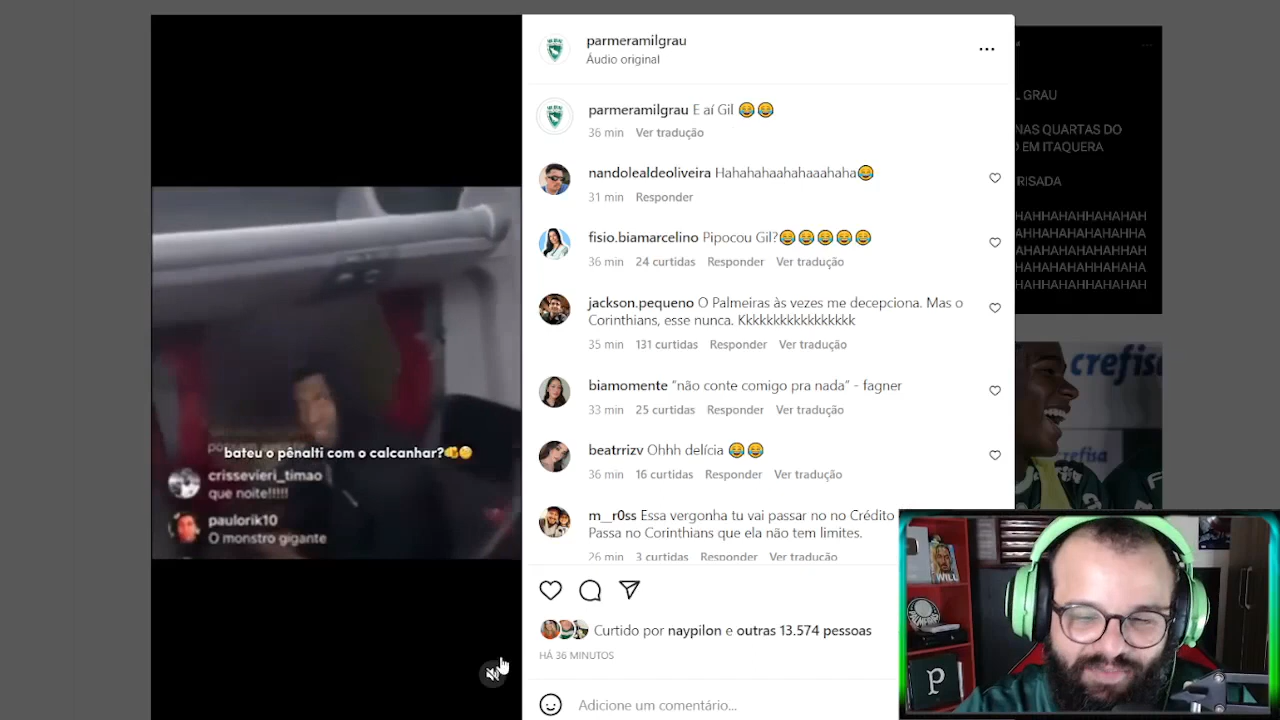 parmeramilgrau
Áudio original
parmeramilgrau E aí Gil 😂😂
36 min Ver tradução
nandolealdeoliveira Hahahahaahahaaahaha😂
31 min Responder
fisio.biamarcelino Pipocou Gil?😂😂😂😂😂
36 min 24 curtidas Responder Ver tradução
jackson.pequeno O Palmeiras às vezes me decepciona. Mas o
Corinthians, esse nunca. Kkkkkkkkkkkkkkkkk
35 min 131 curtidas Responder Ver tradução
biamomente "não conte comigo pra nada" - fagner
33 min 25 curtidas Responder Ver tradução
beatrrizv Ohhh delícia 😂😂
36 min 16 curtidas Responder Ver tradução
m__r0ss Essa vergonha tu vai passar no no Crédito
Passa no Corinthians que ela não tem limites.
26 min 3 curtidas Responder Ver tradução
Curtido por naypilon e outras 13.574 pessoas
HÁ 36 MINUTOS
Adicione um comentário...
bateu o pênalti com o calcanhar?
crissevieri_timao
que noite!!!!!
paulorik10
O monstro gigante
L GRAU
NAS QUARTAS DO
O EM ITAQUERA
RISADA
HAHHAHAHHAHAHAH
HAHHAHAHHAHAHHA
HAHAHHAHAHHAHAH
HAHHAHAHHAHAHHA
HAHHAHAHHAHAHAH
crefisa
WILL
P